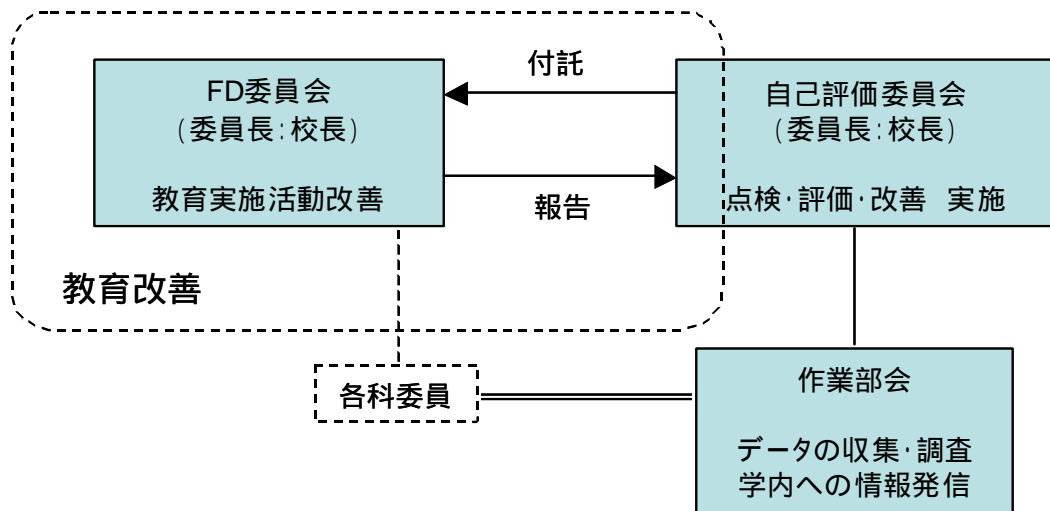 FD委員会
(委員長:校長)
教育実施活動改善
付託
報告
自己評価委員会
(委員長:校長)
点検・評価・改善 実施
教育改善
各科委員
作業部会
データの収集・調査
学内への情報発信